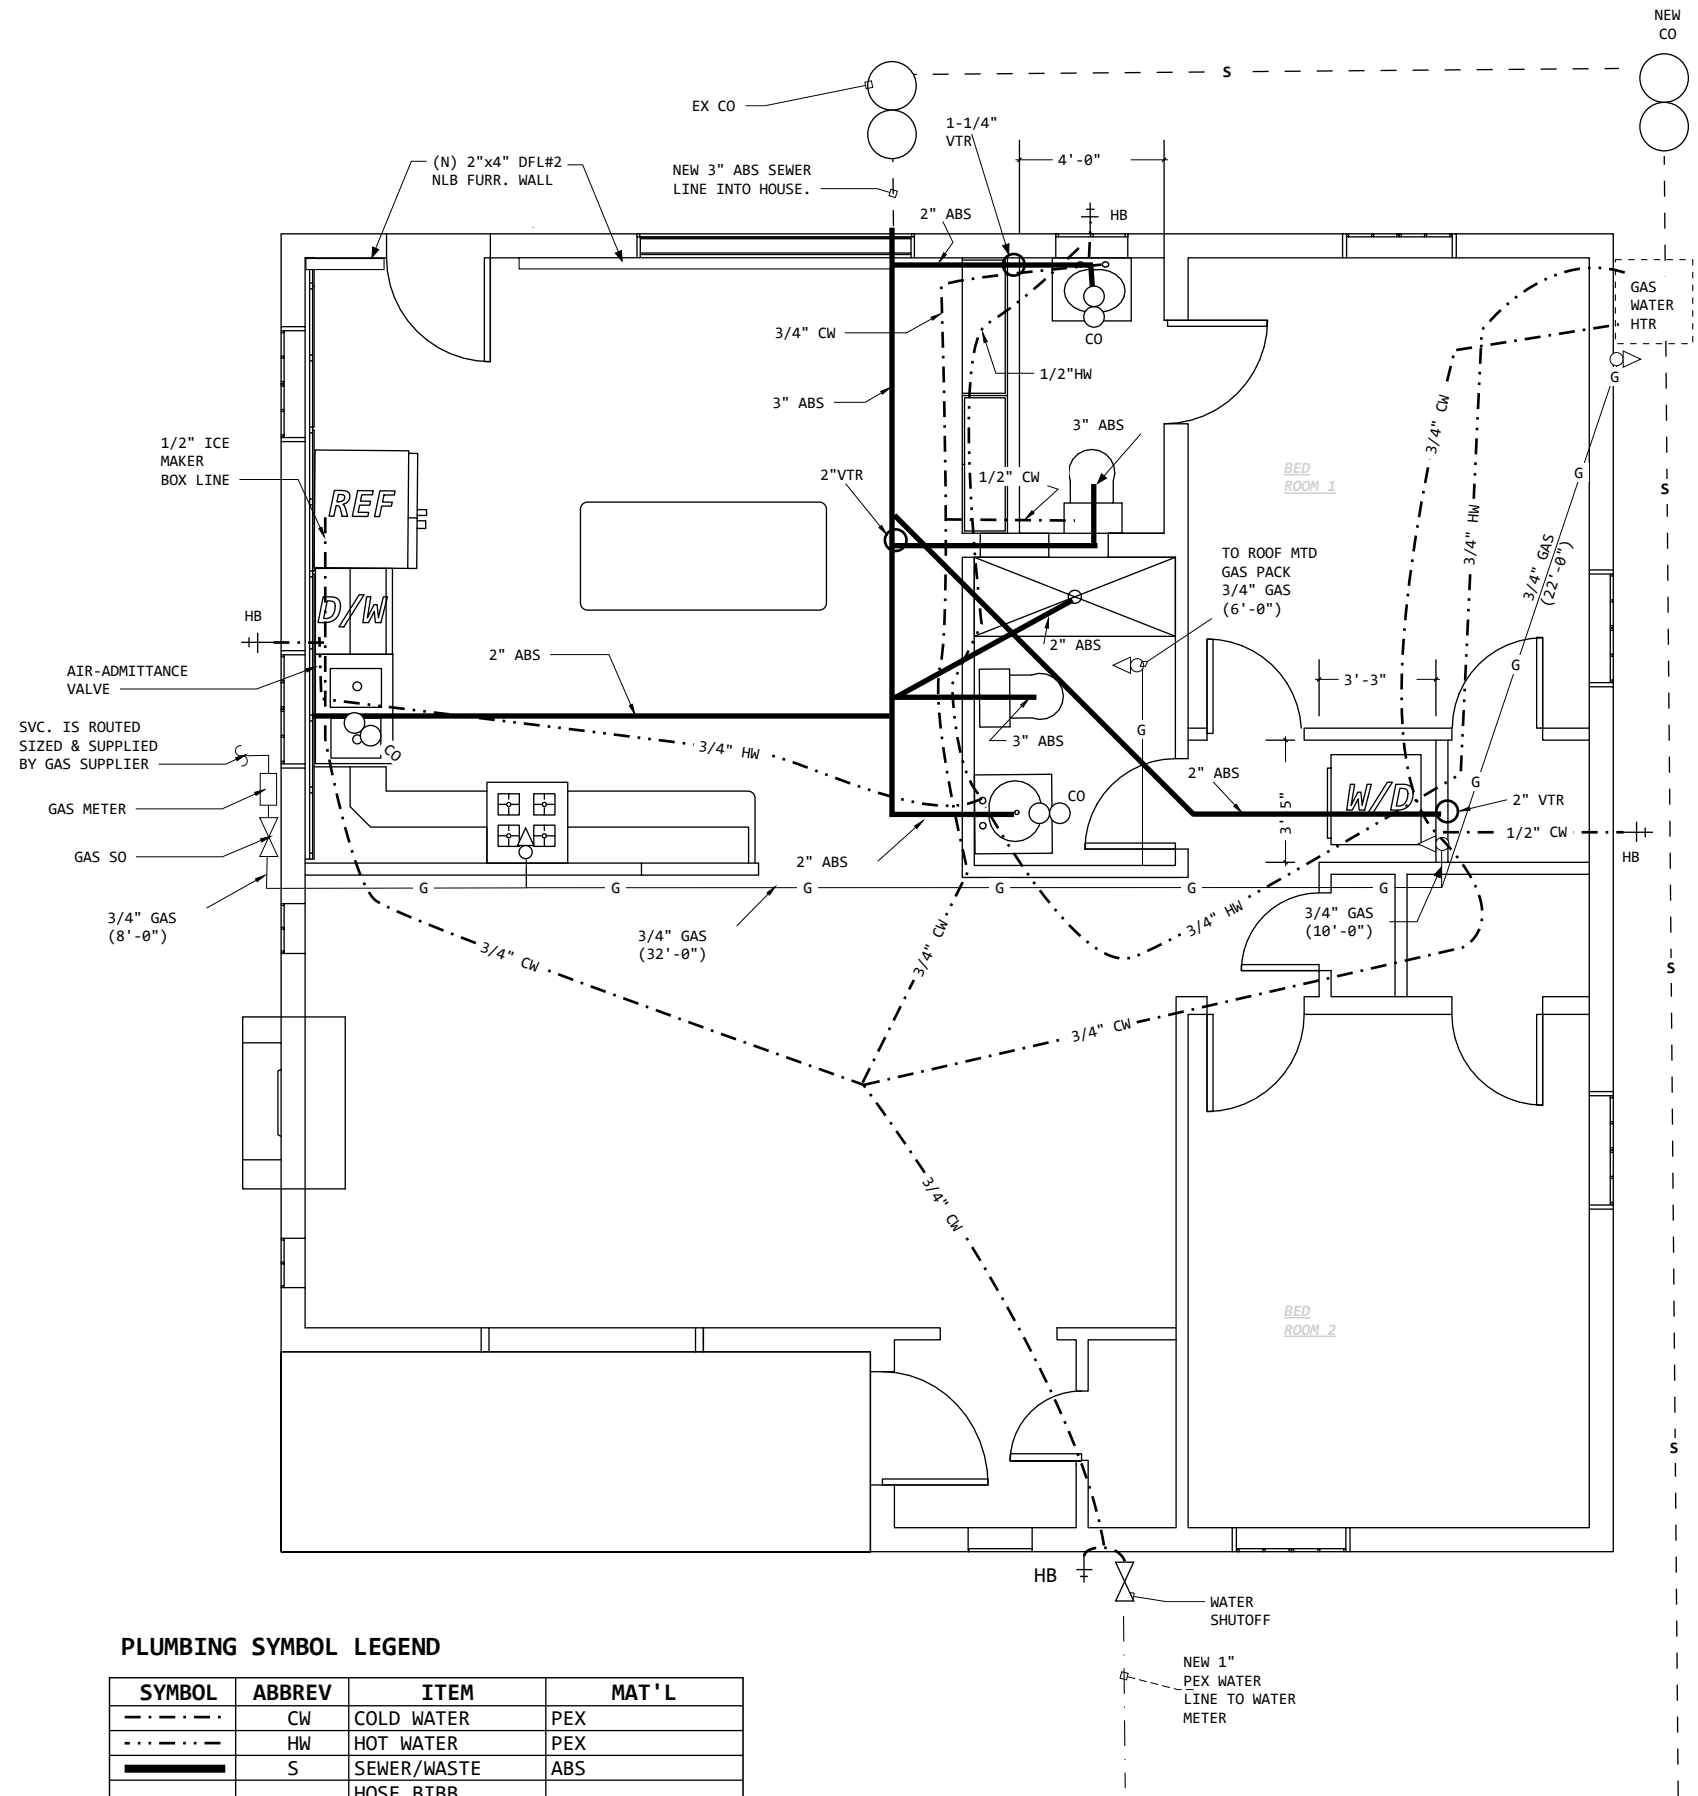 NEW
CO
S
EX CO
1-1/4"
VTR
4'-0"
(N) 2"x4" DFL#2
NLB FURR. WALL
NEW 3" ABS SEWER
LINE INTO HOUSE.
2" ABS
HB
GAS
WATER
HTR
3/4" CW
CO
1/2"HW
G
3" ABS
3/4" CW
3" ABS
1/2" ICE
MAKER
BOX LINE
2"VTR
1/2" CW
BED
ROOM 1
G
S
REF
3/4" HW
TO ROOF MTD
GAS PACK
3/4" GAS
(6'-0")
3/4" GAS
(22'-0")
D/W
HB
2" ABS
2" ABS
AIR-ADMITTANCE
VALVE
G
3'-3"
SVC. IS ROUTED
SIZED & SUPPLIED
BY GAS SUPPLIER
G
3" ABS
3/4" HW
CO
2" ABS
G
W/D
CO
2" VTR
GAS METER
3'-5"
1/2" CW
HB
GAS SO
2" ABS
G
G
G
G
G
G
3/4" GAS
(8'-0")
3/4" GAS
(32'-0")
3/4" HW
3/4" GAS
(10'-0")
3/4" CW
3/4" CW
S
3/4" CW
3/4" CW
BED
ROOM 2
S
HB
WATER
SHUTOFF
NEW 1"
PEX WATER
LINE TO WATER
METER
PLUMBING SYMBOL LEGEND
SYMBOL ABBREV ITEM MAT'L
CW COLD WATER PEX
HW HOT WATER PEX
S SEWER/WASTE ABS
HOSE BIBB